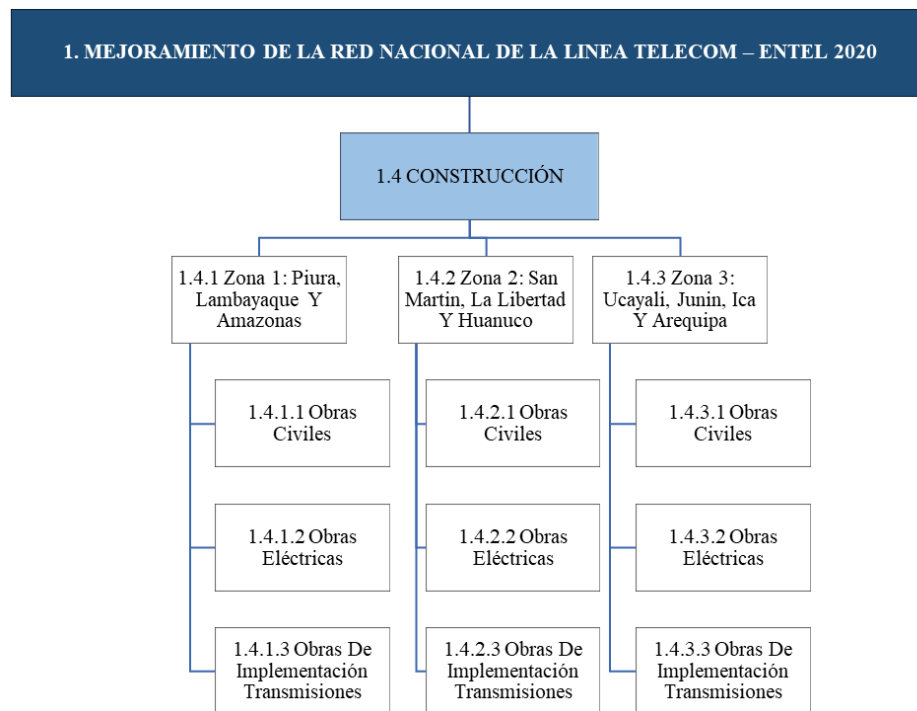 1. MEJORAMIENTO DE LA RED NACIONAL DE LA LINEA TELECOM – ENTEL 2020
1.4 CONSTRUCCIÓN
1.4.1 Zona 1: Piura,
Lambayaque Y
Amazonas
1.4.2 Zona 2: San
Martin, La Libertad
Y Huanuco
1.4.3 Zona 3:
Ucayali, Junin, Ica
Y Arequipa
1.4.1.1 Obras
Civiles
1.4.2.1 Obras
Civiles
1.4.3.1 Obras
Civiles
1.4.1.2 Obras
Eléctricas
1.4.2.2 Obras
Eléctricas
1.4.3.2 Obras
Eléctricas
1.4.1.3 Obras De
Implementación
Transmisiones
1.4.2.3 Obras De
Implementación
Transmisiones
1.4.3.3 Obras De
Implementación
Transmisiones